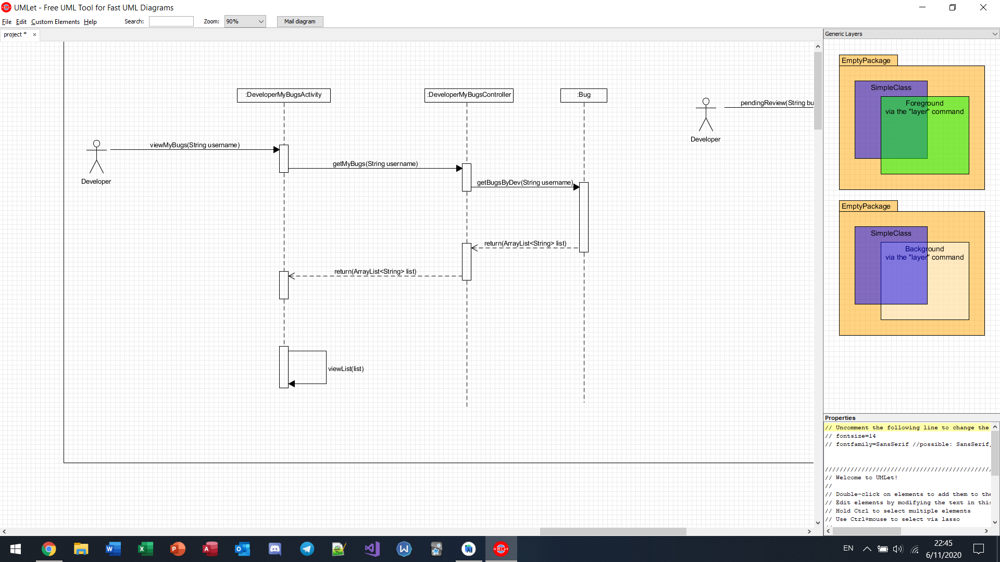 UMLet - Free UML Tool for Fast UML Diagrams
File Edit Custom Elements Help Search: Zoom: 90% Mail diagram
project *
Generic Layers
:DeveloperMyBugsActivity
:DeveloperMyBugsController
:Bug
pendingReview(String bu
Developer
viewMyBugs(String username)
Developer
getMyBugs(String username)
getBugsByDev(String username)
return(ArrayList<String> list)
return(ArrayList<String> list)
viewList(list)
EmptyPackage
SimpleClass
Foreground
via the "layer" command
EmptyPackage
SimpleClass
Background
via the "layer" command
Properties
// Uncomment the following line to change the
// fontsize=14
// fontfamily=SansSerif //possible: SansSerif,
//////////////////////////////////////////////
// Welcome to UMLet!
//
// Double-click on elements to add them to the
// Edit elements by modifying the text in this
// Hold Ctrl to select multiple elements
// Use Ctrl+mouse to select via lasso
EN
22:45
6/11/2020